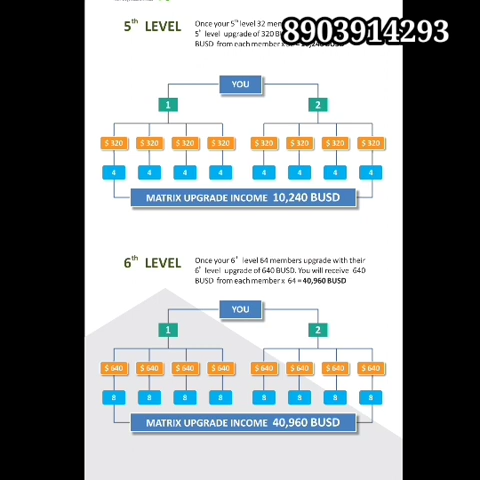 5th LEVEL
Once your 5th level 32
5' level upgrade of 320
BUSD from each member
8903914293
YOU
1 2
$ 320 $ 320 $ 320 $ 320 $ 320 $ 320 $ 320 $ 320
4 4 4 4 4 4 4 4
MATRIX UPGRADE INCOME 10,240 BUSD
6th LEVEL
Once your 6' level 64 members upgrade with their
6' level upgrade of 640 BUSD. You will receive 640
BUSD from each member x 64 = 40,960 BUSD
YOU
1 2
$ 640 $ 640 $ 640 $ 640 $ 640 $ 640 $ 640 $ 640
8 8 8 8 8 8 8 8
MATRIX UPGRADE INCOME 40,960 BUSD